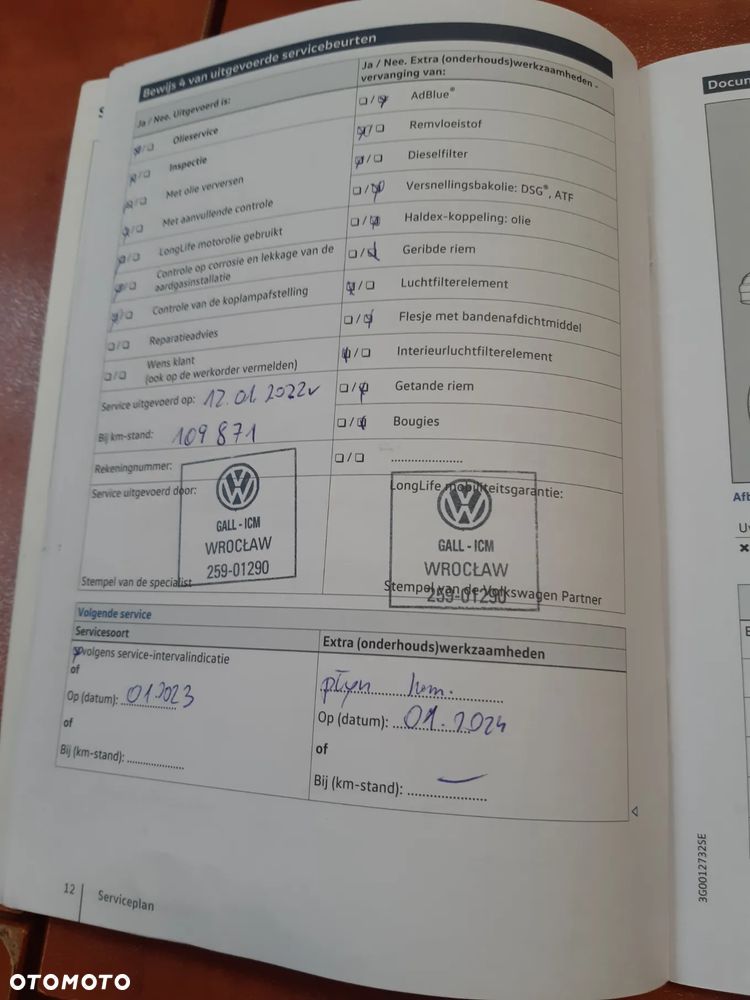 Bewijs 4 van uitgevoerde servicebeurten
Ja / Nee. Uitgevoerd is:
Olieservice
Inspectie
Met olie verversen
Met aanvullende controle
LongLife motorolie gebruikt
Controle op corrosie en lekkage van de
aardgasinstallatie
Controle van de koplampafstelling
Reparatieadvies
Wens klant
(ook op de werkorder vermelden)
Service uitgevoerd op: 12.01.2022
Bij km-stand: 109 871
Rekeningnummer:
Service uitgevoerd door:
GALL - ICM
WROCŁAW
259-01290
Stempel van de specialist
Ja / Nee. Extra (onderhouds)werkzaamheden -
vervanging van:
AdBlue®
Remvloeistof
Dieselfilter
Versnellingsbakolie: DSG®, ATF
Haldex-koppeling: olie
Geribde riem
Luchtfilterelement
Flesje met bandenafdichtmiddel
Interieurluchtfilterelement
Getande riem
Bougies
LongLife mobiliteitsgarantie:
GALL - ICM
WROCŁAW
259-01290
Stempel van de Volkswagen Partner
Volgende service
Servicesoort
volgens service-intervalindicatie
of
Op (datum): 01.2023
of
Bij (km-stand):
Extra (onderhouds)werkzaamheden
płyn ham.
Op (datum): 01.2024
of
Bij (km-stand):
12
Serviceplan
Docum
Afb
3G0012732SE
OTOMOTO